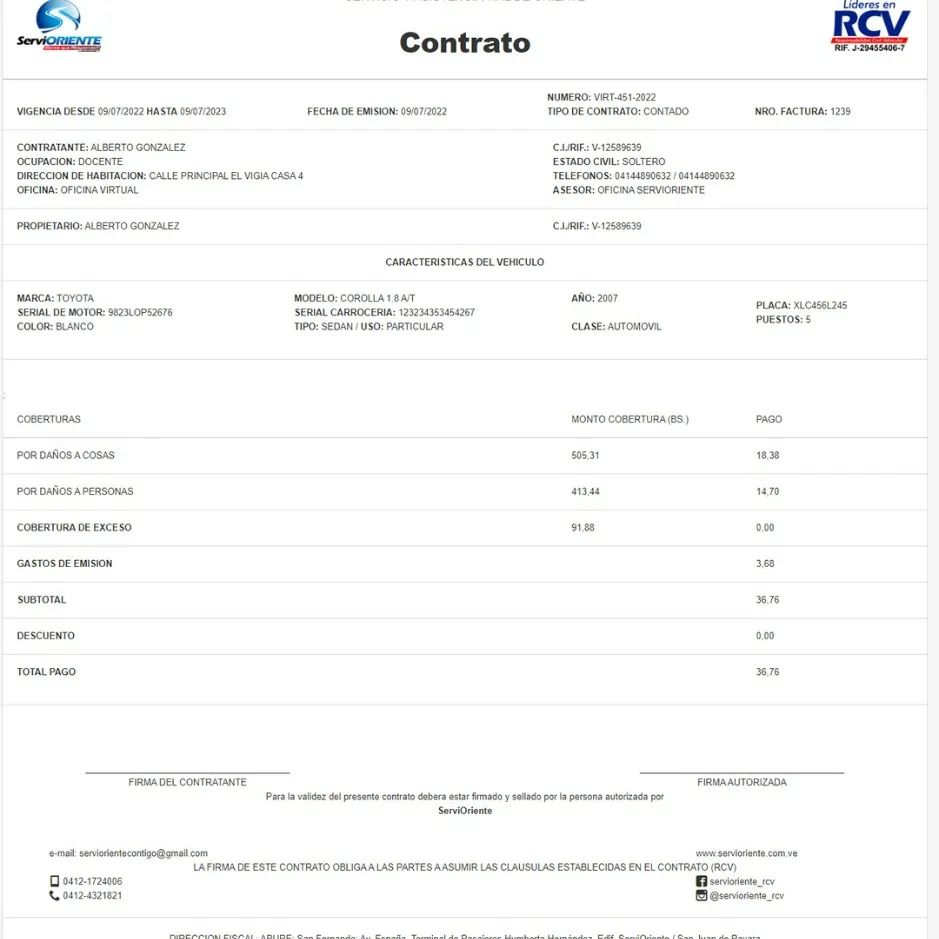 ServiORIENTE
Líderes en
RCV
Responsabilidad Civil Vehicular
RIF. J-29455406-7
Contrato
NUMERO: VIRT-451-2022
VIGENCIA DESDE 09/07/2022 HASTA 09/07/2023 FECHA DE EMISION: 09/07/2022 TIPO DE CONTRATO: CONTADO NRO. FACTURA: 1239
CONTRATANTE: ALBERTO GONZALEZ C.I./RIF.: V-12589639
OCUPACION: DOCENTE ESTADO CIVIL: SOLTERO
DIRECCION DE HABITACION: CALLE PRINCIPAL EL VIGIA CASA 4 TELEFONOS: 04144890632 / 04144890632
OFICINA: OFICINA VIRTUAL ASESOR: OFICINA SERVIORIENTE
PROPIETARIO: ALBERTO GONZALEZ C.I./RIF.: V-12589639
CARACTERISTICAS DEL VEHICULO
MARCA: TOYOTA MODELO: COROLLA 1.8 A/T AÑO: 2007 PLACA: XLC456L245
SERIAL DE MOTOR: 9823LOP52676 SERIAL CARROCERIA: 123234353454267 PUESTOS: 5
COLOR: BLANCO TIPO: SEDAN / USO: PARTICULAR CLASE: AUTOMOVIL
COBERTURAS MONTO COBERTURA (BS.) PAGO
POR DAÑOS A COSAS 505,31 18,38
POR DAÑOS A PERSONAS 413,44 14,70
COBERTURA DE EXCESO 91,88 0,00
GASTOS DE EMISION 3,68
SUBTOTAL 36,76
DESCUENTO 0,00
TOTAL PAGO 36,76
FIRMA DEL CONTRATANTE FIRMA AUTORIZADA
Para la validez del presente contrato debera estar firmado y sellado por la persona autorizada por
ServiOriente
e-mail: serviorientecontigo@gmail.com www.servioriente.com.ve
LA FIRMA DE ESTE CONTRATO OBLIGA A LAS PARTES A ASUMIR LAS CLAUSULAS ESTABLECIDAS EN EL CONTRATO (RCV)
0412-1724006 servioriente_rcv
0412-4321821 @servioriente_rcv
DIRECCION FISCAL: APURE: San Fernando: Av. España, Terminal de Pasajeros Humberto Hernández, Edif. ServiOriente / San Juan de Payara